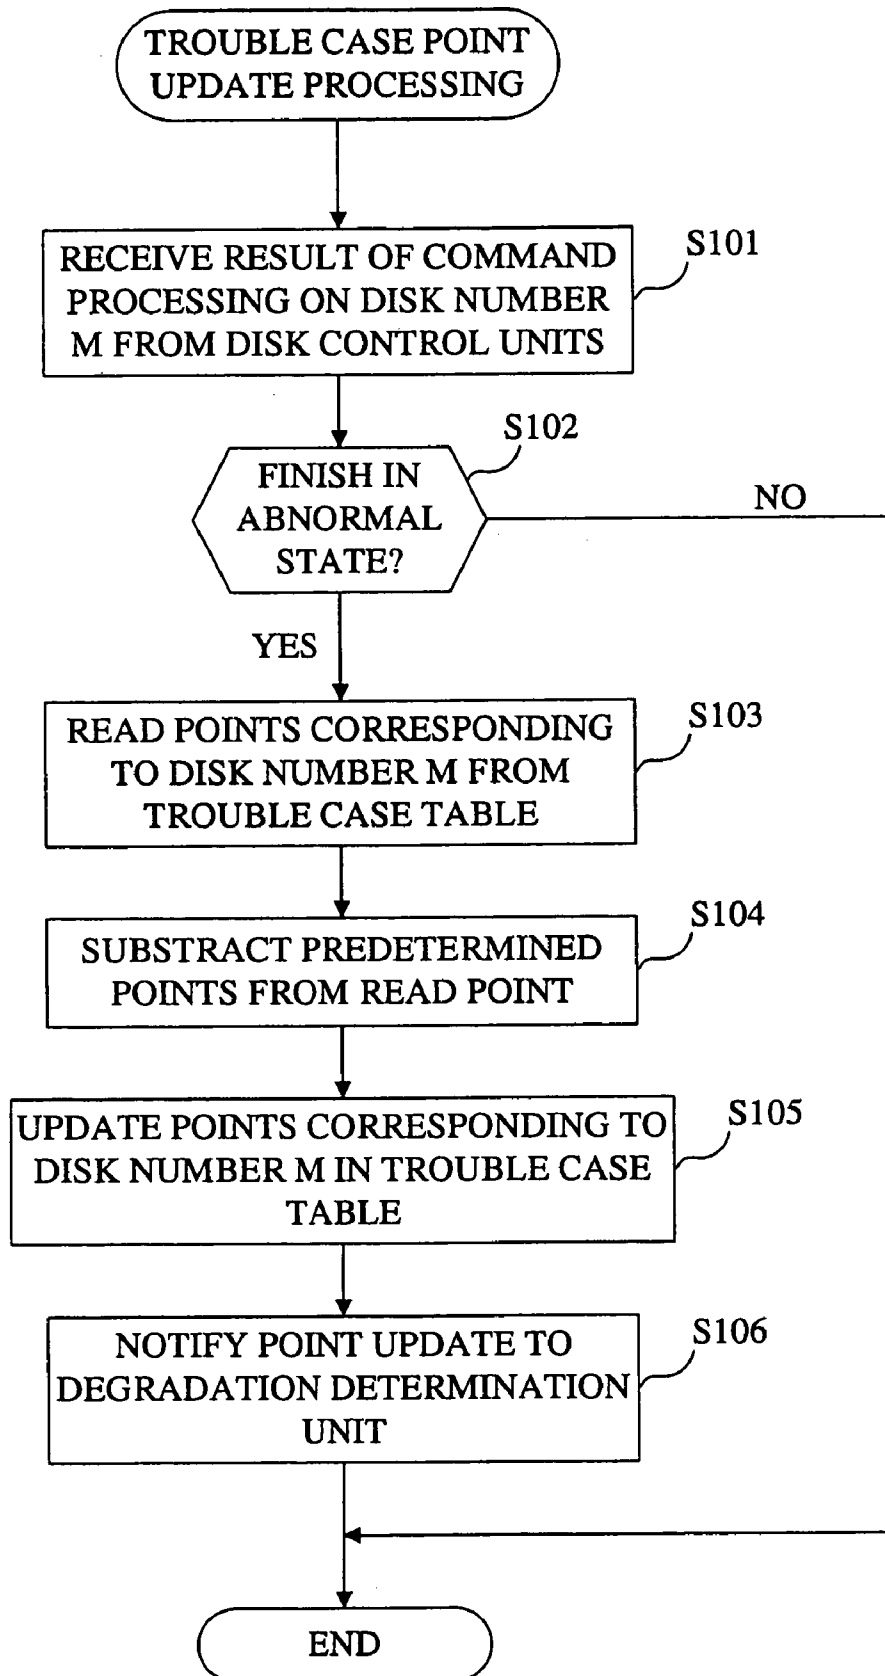 TROUBLE CASE POINT
UPDATE PROCESSING
S101
RECEIVE RESULT OF COMMAND
PROCESSING ON DISK NUMBER
M FROM DISK CONTROL UNITS
S102
FINISH IN
ABNORMAL
STATE?
NO
YES
S103
READ POINTS CORRESPONDING
TO DISK NUMBER M FROM
TROUBLE CASE TABLE
S104
SUBSTRACT PREDETERMINED
POINTS FROM READ POINT
S105
UPDATE POINTS CORRESPONDING TO
DISK NUMBER M IN TROUBLE CASE
TABLE
S106
NOTIFY POINT UPDATE TO
DEGRADATION DETERMINATION
UNIT
END